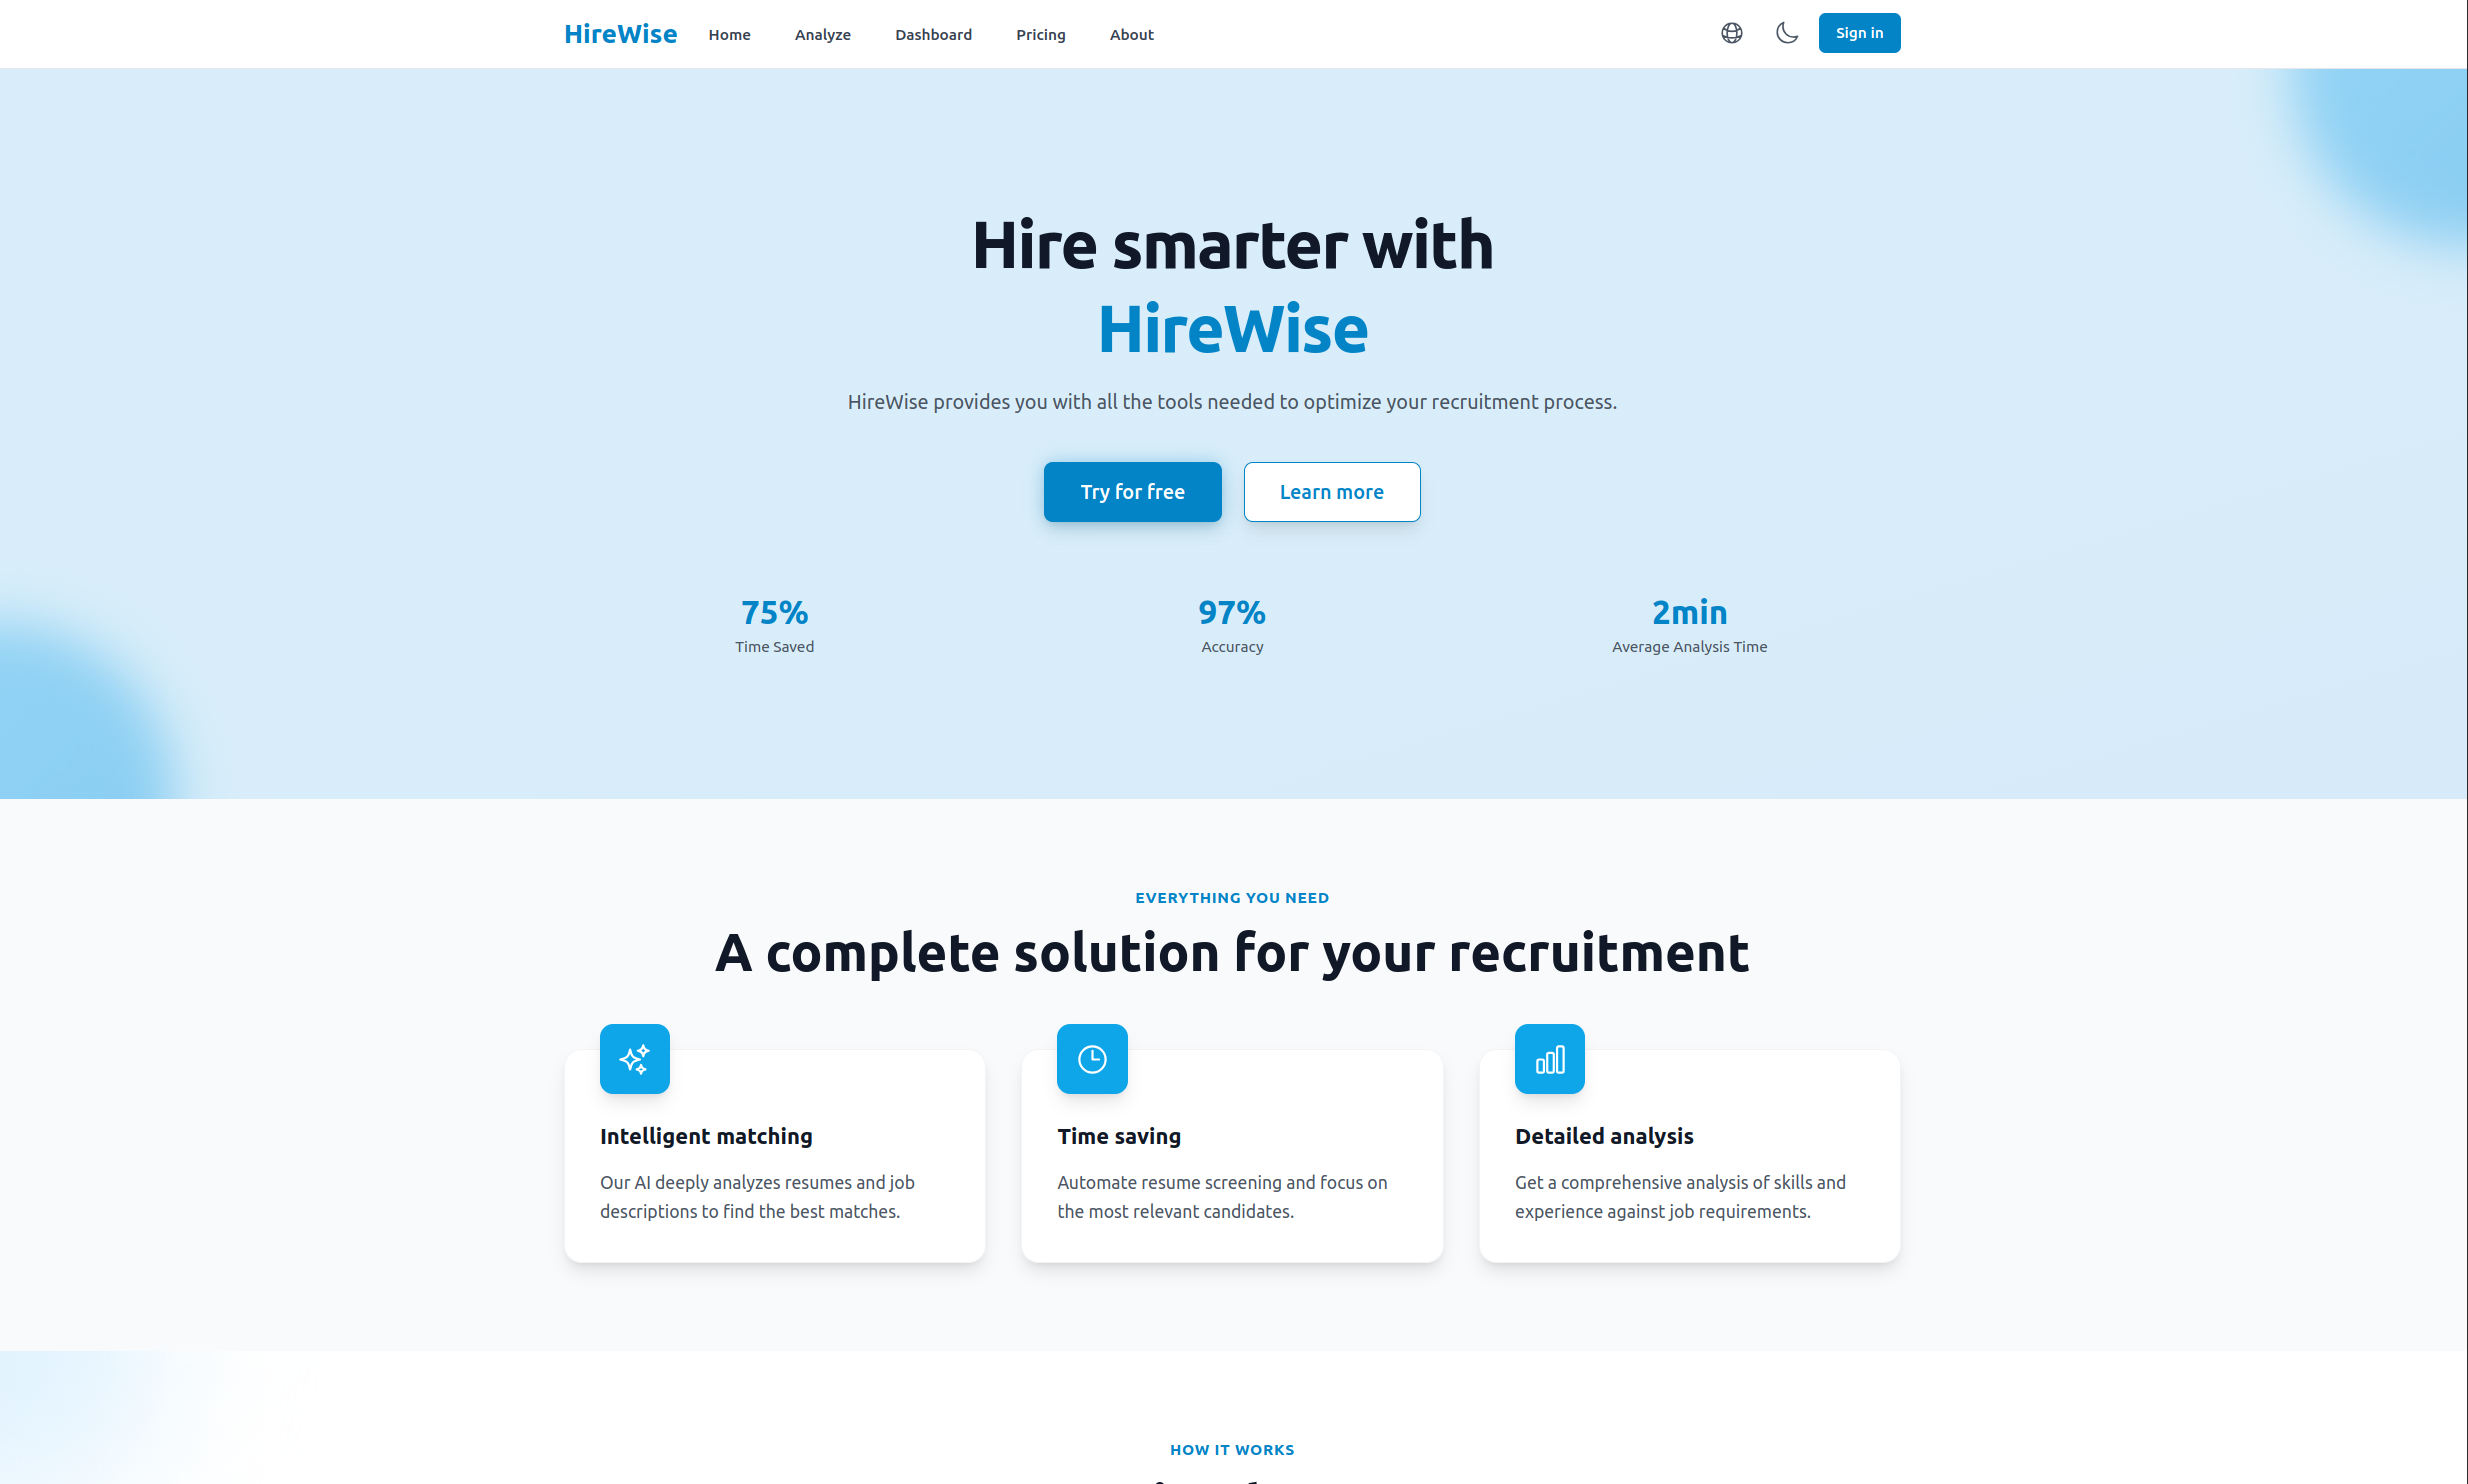 HireWise
Home
Analyze
Dashboard
Pricing
About
Sign in
Hire smarter with
HireWise
HireWise provides you with all the tools needed to optimize your recruitment process.
Try for free
Learn more
75%
Time Saved
97%
Accuracy
2min
Average Analysis Time
EVERYTHING YOU NEED
A complete solution for your recruitment
Intelligent matching
Our AI deeply analyzes resumes and job
descriptions to find the best matches.
Time saving
Automate resume screening and focus on
the most relevant candidates.
Detailed analysis
Get a comprehensive analysis of skills and
experience against job requirements.
HOW IT WORKS